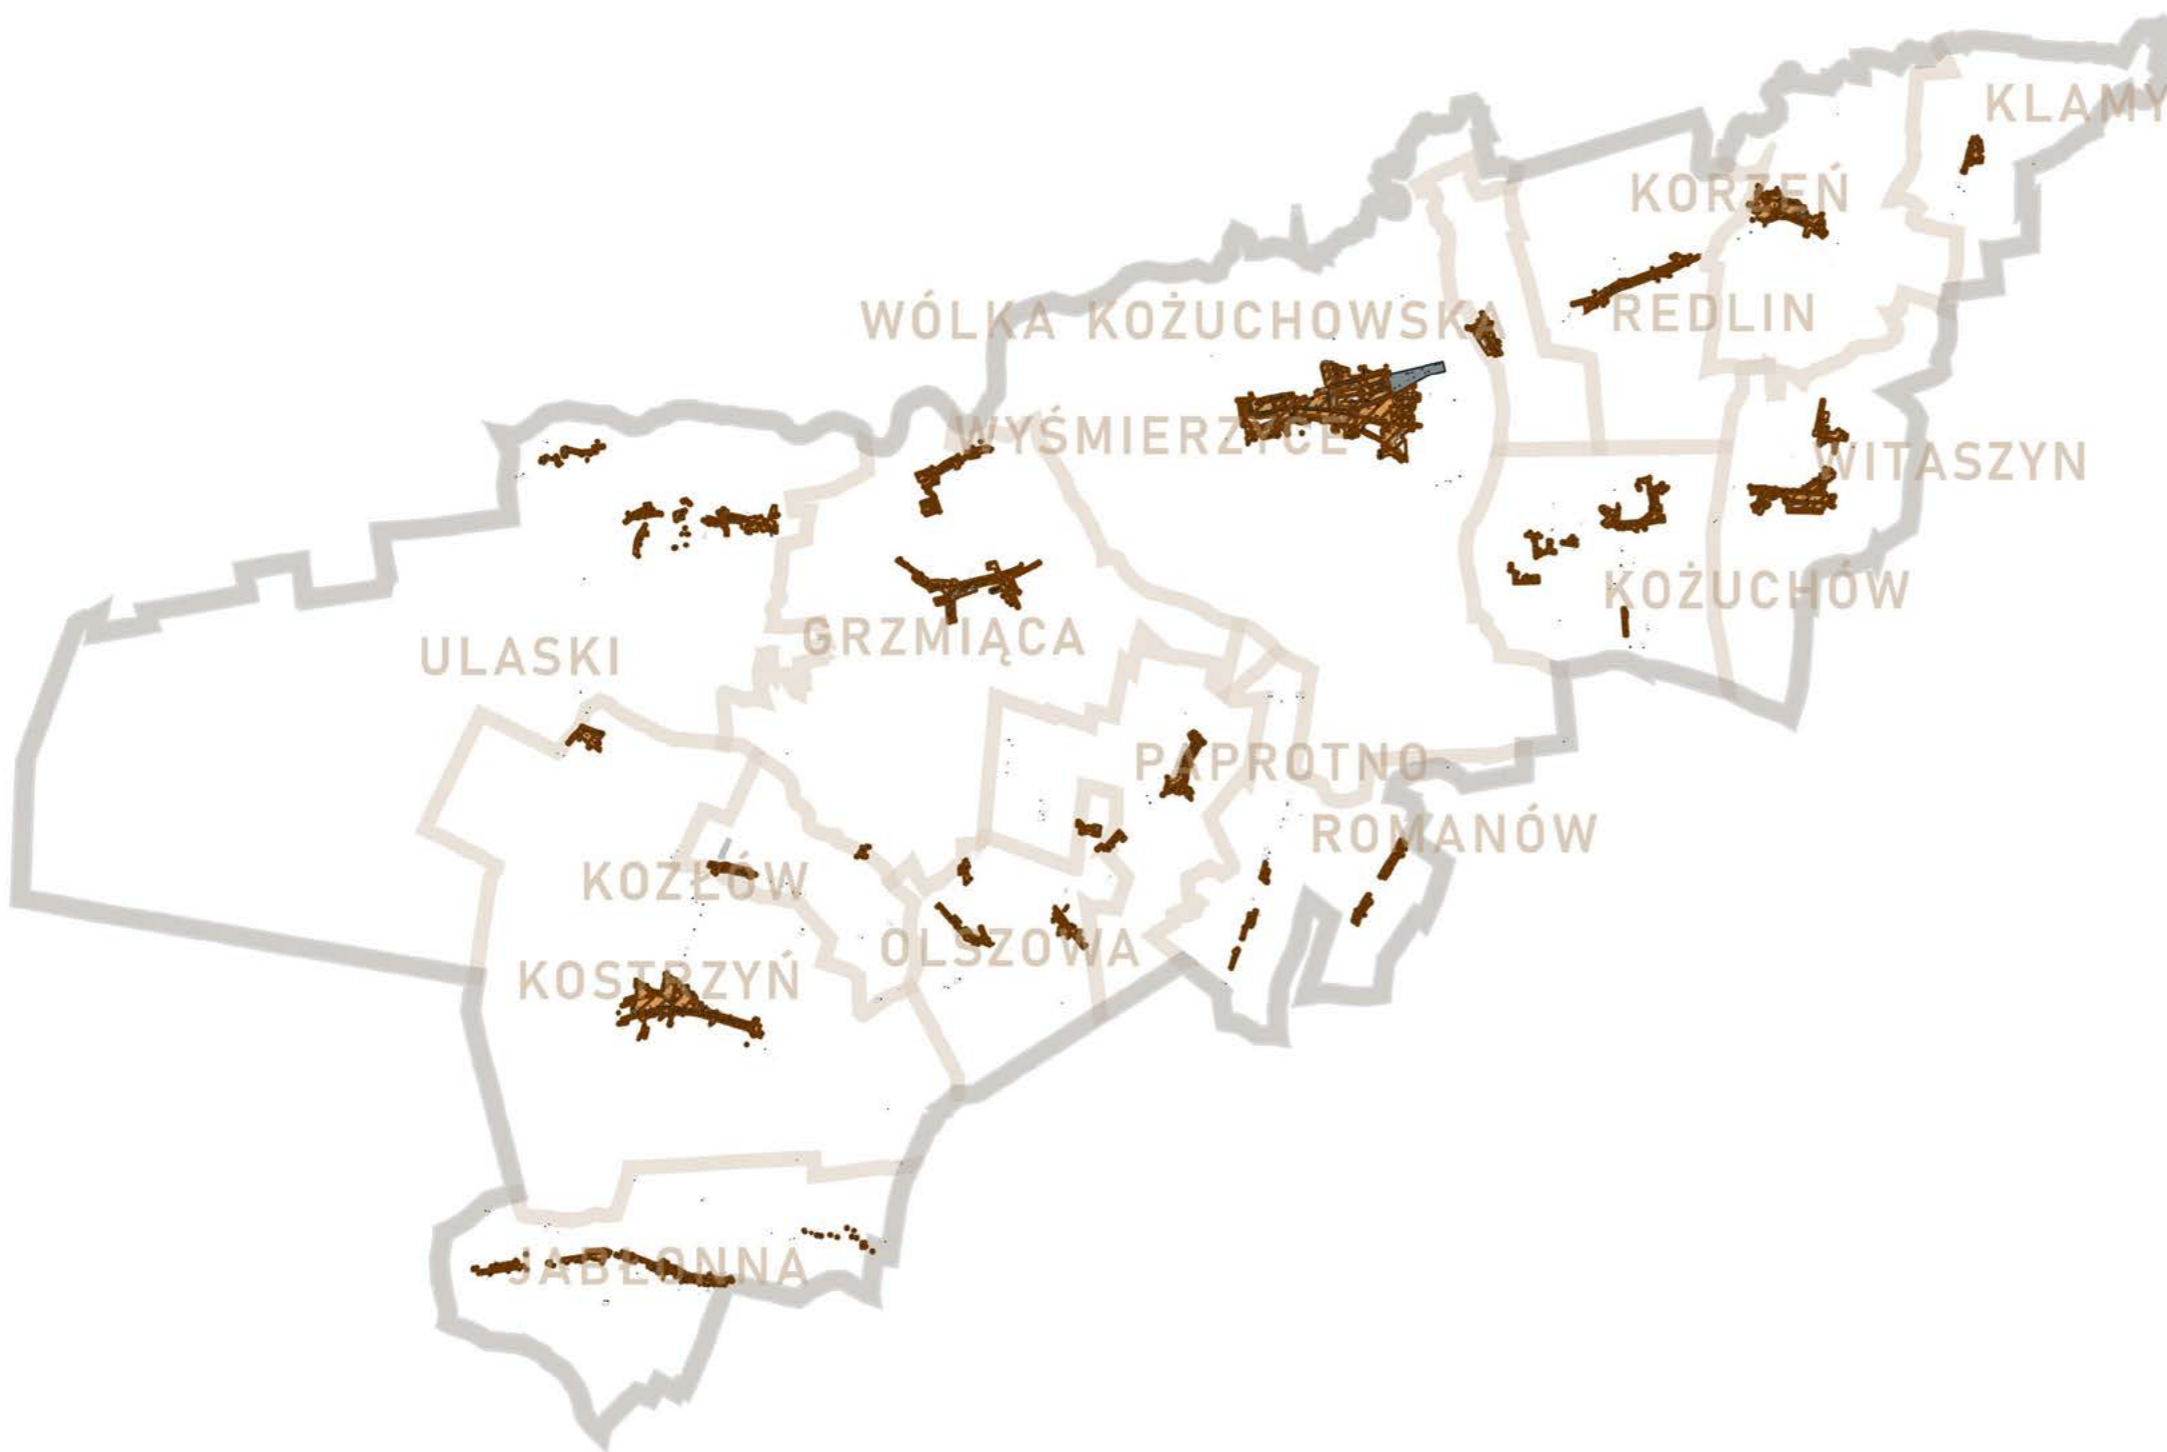 KLAMY
KORZEŃ
WÓLKA KOŻUCHOWSKA
REDLIN
WYŚMIERZYCE
WITASZYN
KOŻUCHÓW
GRZMIĄCA
ULASKI
PAPROTNO
ROMANÓW
KOZŁÓW
OLSZOWA
KOSTRZYŃ
JABŁONNA